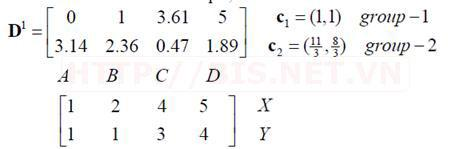 D¹ = [ 0 1 3.61 5 ] c₁ = (1,1) group − 1
[ 3.14 2.36 0.47 1.89 ] c₂ = (11/3, 8/3) group − 2
A B C D
[ 1 2 4 5 ] X
[ 1 1 3 4 ] Y
HTTP://BIS.NET.VN